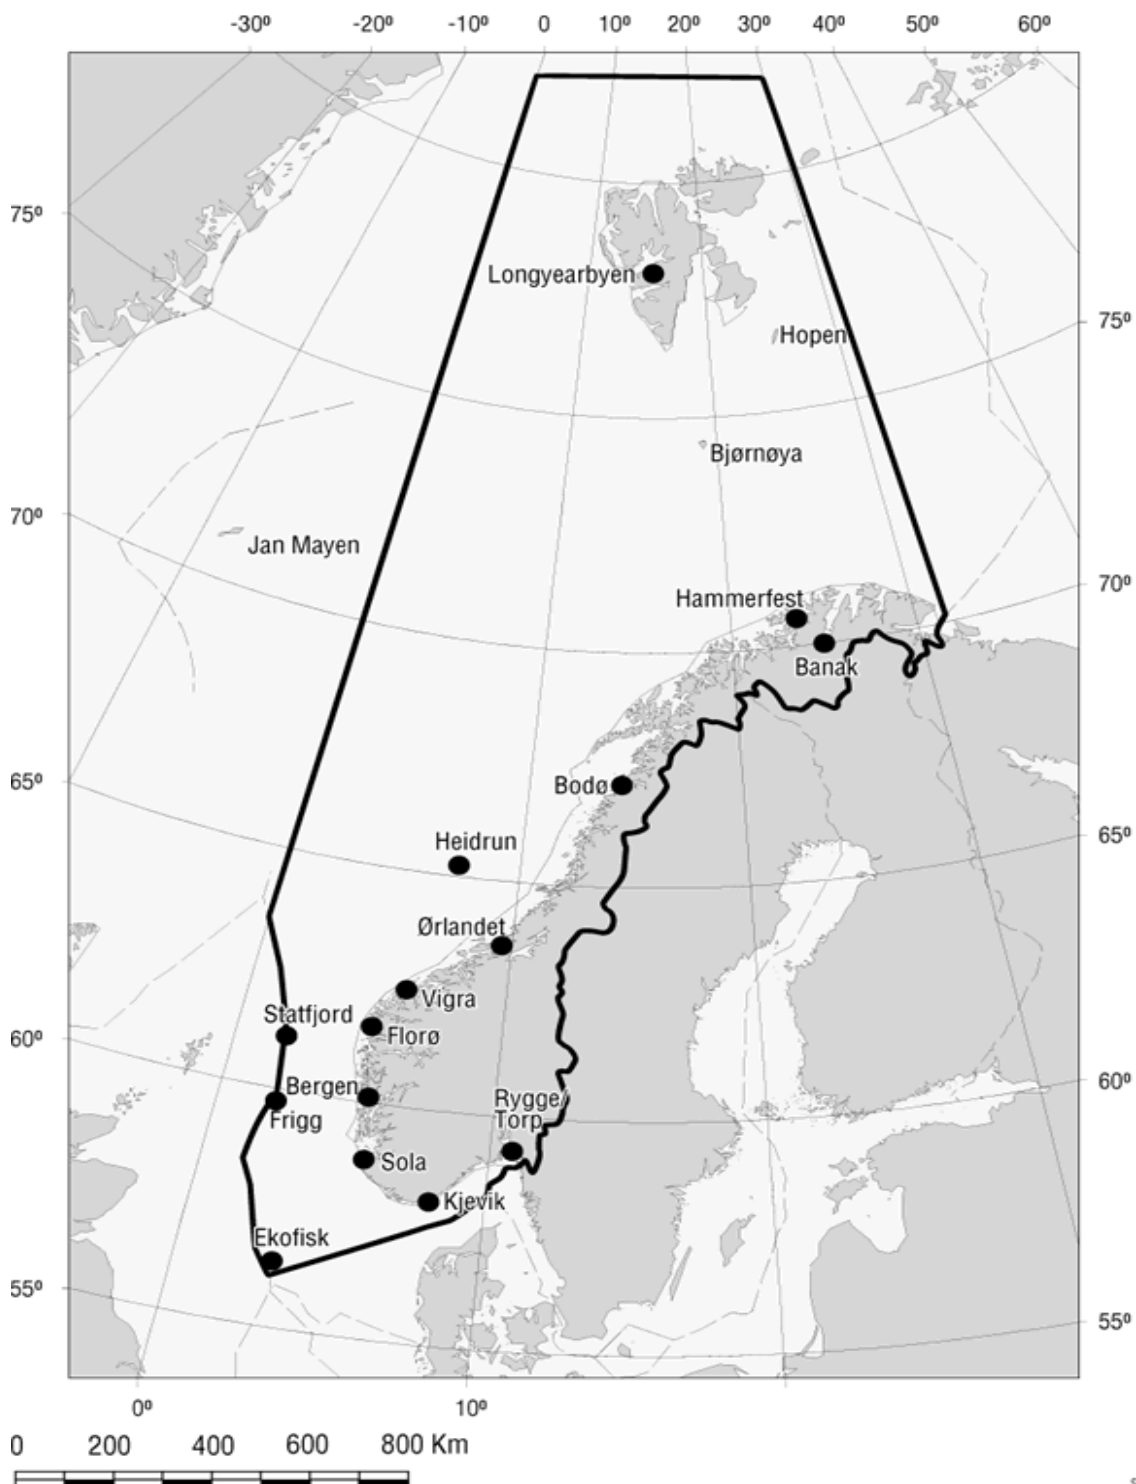 -30º -20º -10º 0 10º 20º 30º 40º 50º 60º
75º
Longyearbyen
75º
Hopen
Bjørnøya
70º
Jan Mayen
70º
Hammerfest
Banak
65º
Bodø
65º
Heidrun
Ørlandet
Vigra
Statfjord
Florø
60º
60º
Bergen
Rygge/
Torp
Frigg
Sola
Kjevik
Ekofisk
55º
55º
0º 10º
0 200 400 600 800 Km